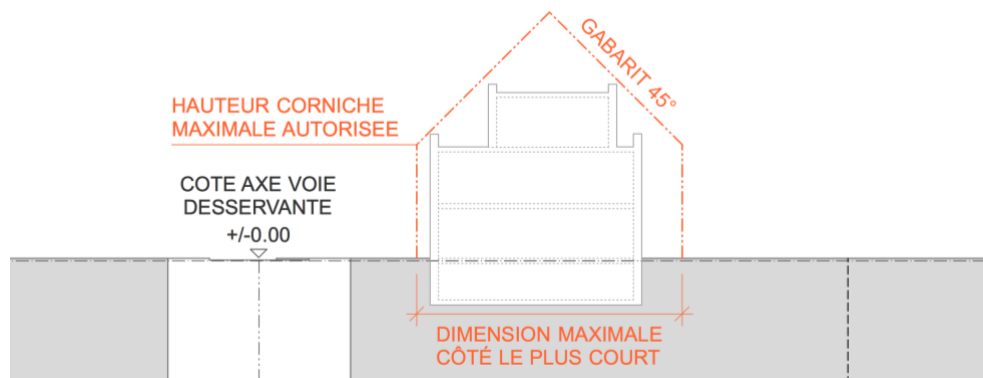 GABARIT 45°
HAUTEUR CORNICHE
MAXIMALE AUTORISEE
COTE AXE VOIE
DESSERVANTE
+/-0.00
DIMENSION MAXIMALE
CÔTÉ LE PLUS COURT